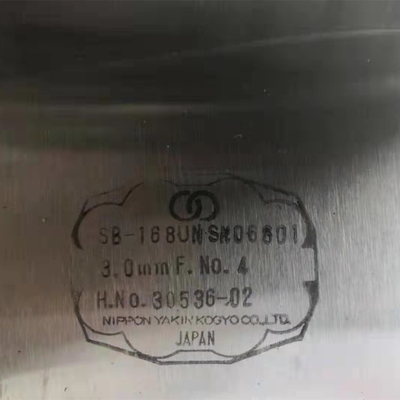 SB-168UNSN06601
3.0mm F. No. 4
H.No. 30536-02
NIPPON YAKIN KOGYO CO.,LTD.
JAPAN